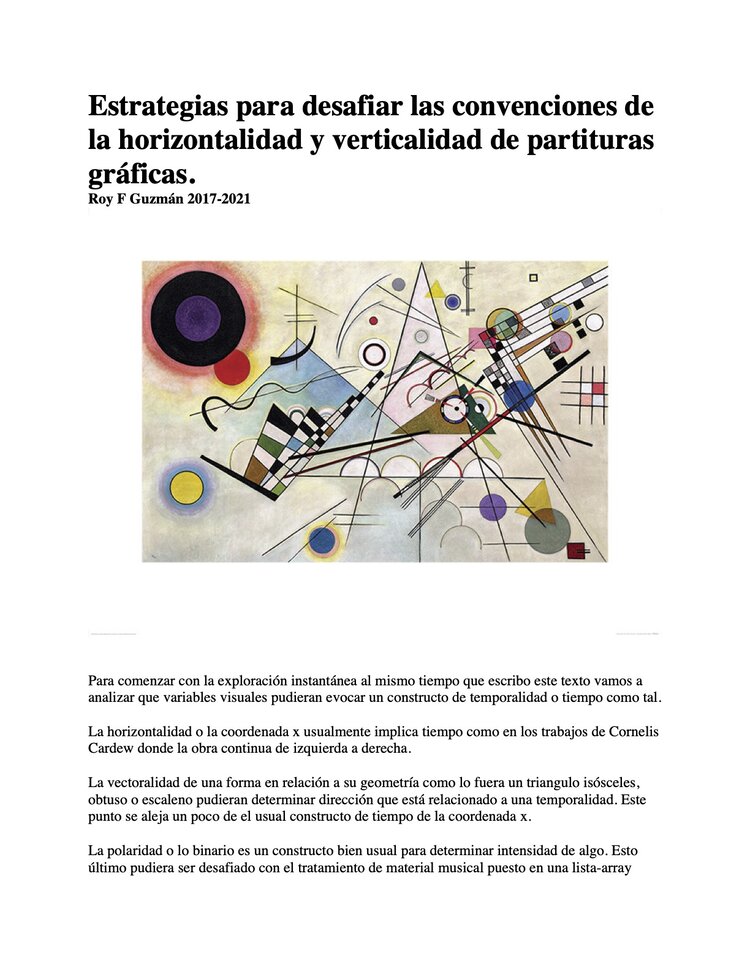 Estrategias para desafiar las convenciones de
la horizontalidad y verticalidad de partituras
gráficas.
Roy F Guzmán 2017-2021
Para comenzar con la exploración instantánea al mismo tiempo que escribo este texto vamos a
analizar que variables visuales pudieran evocar un constructo de temporalidad o tiempo como tal.
La horizontalidad o la coordenada x usualmente implica tiempo como en los trabajos de Cornelis
Cardew donde la obra continua de izquierda a derecha.
La vectoralidad de una forma en relación a su geometría como lo fuera un triangulo isósceles,
obtuso o escaleno pudieran determinar dirección que está relacionado a una temporalidad. Este
punto se aleja un poco de el usual constructo de tiempo de la coordenada x.
La polaridad o lo binario es un constructo bien usual para determinar intensidad de algo. Esto
último pudiera ser desafiado con el tratamiento de material musical puesto en una lista-array